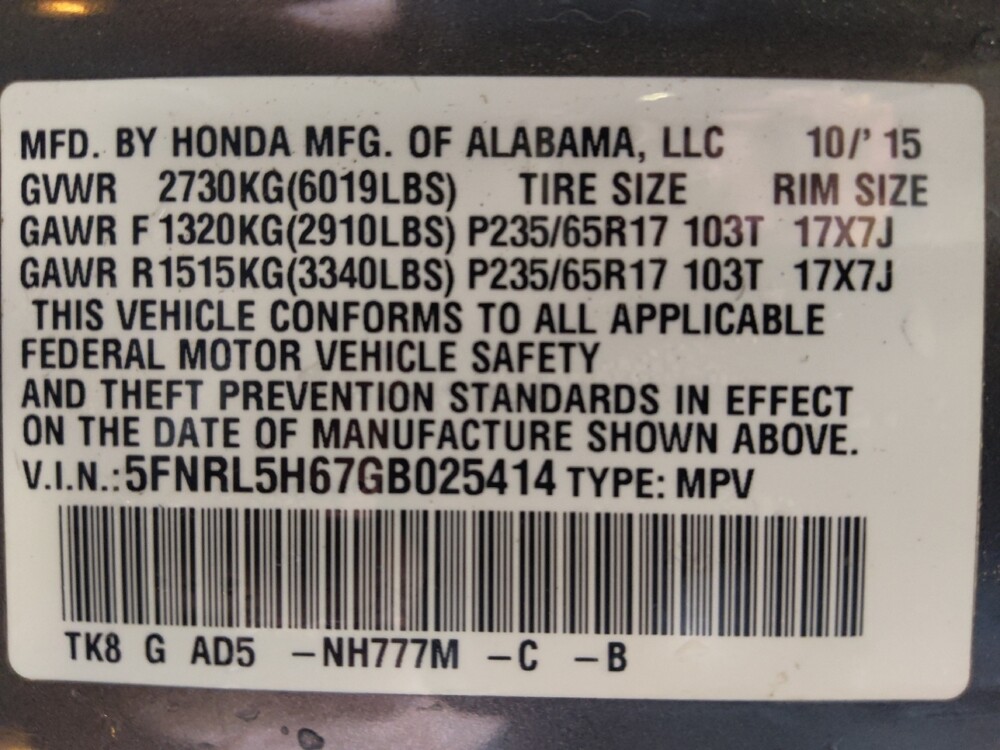 MFD. BY HONDA MFG. OF ALABAMA, LLC 10/' 15
GVWR 2730KG(6019LBS) TIRE SIZE RIM SIZE
GAWR F 1320KG(2910LBS) P235/65R17 103T 17X7J
GAWR R1515KG(3340LBS) P235/65R17 103T 17X7J
THIS VEHICLE CONFORMS TO ALL APPLICABLE
FEDERAL MOTOR VEHICLE SAFETY
AND THEFT PREVENTION STANDARDS IN EFFECT
ON THE DATE OF MANUFACTURE SHOWN ABOVE.
V.I.N.:5FNRL5H67GB025414 TYPE: MPV
TK8 G AD5 –NH777M –C –B